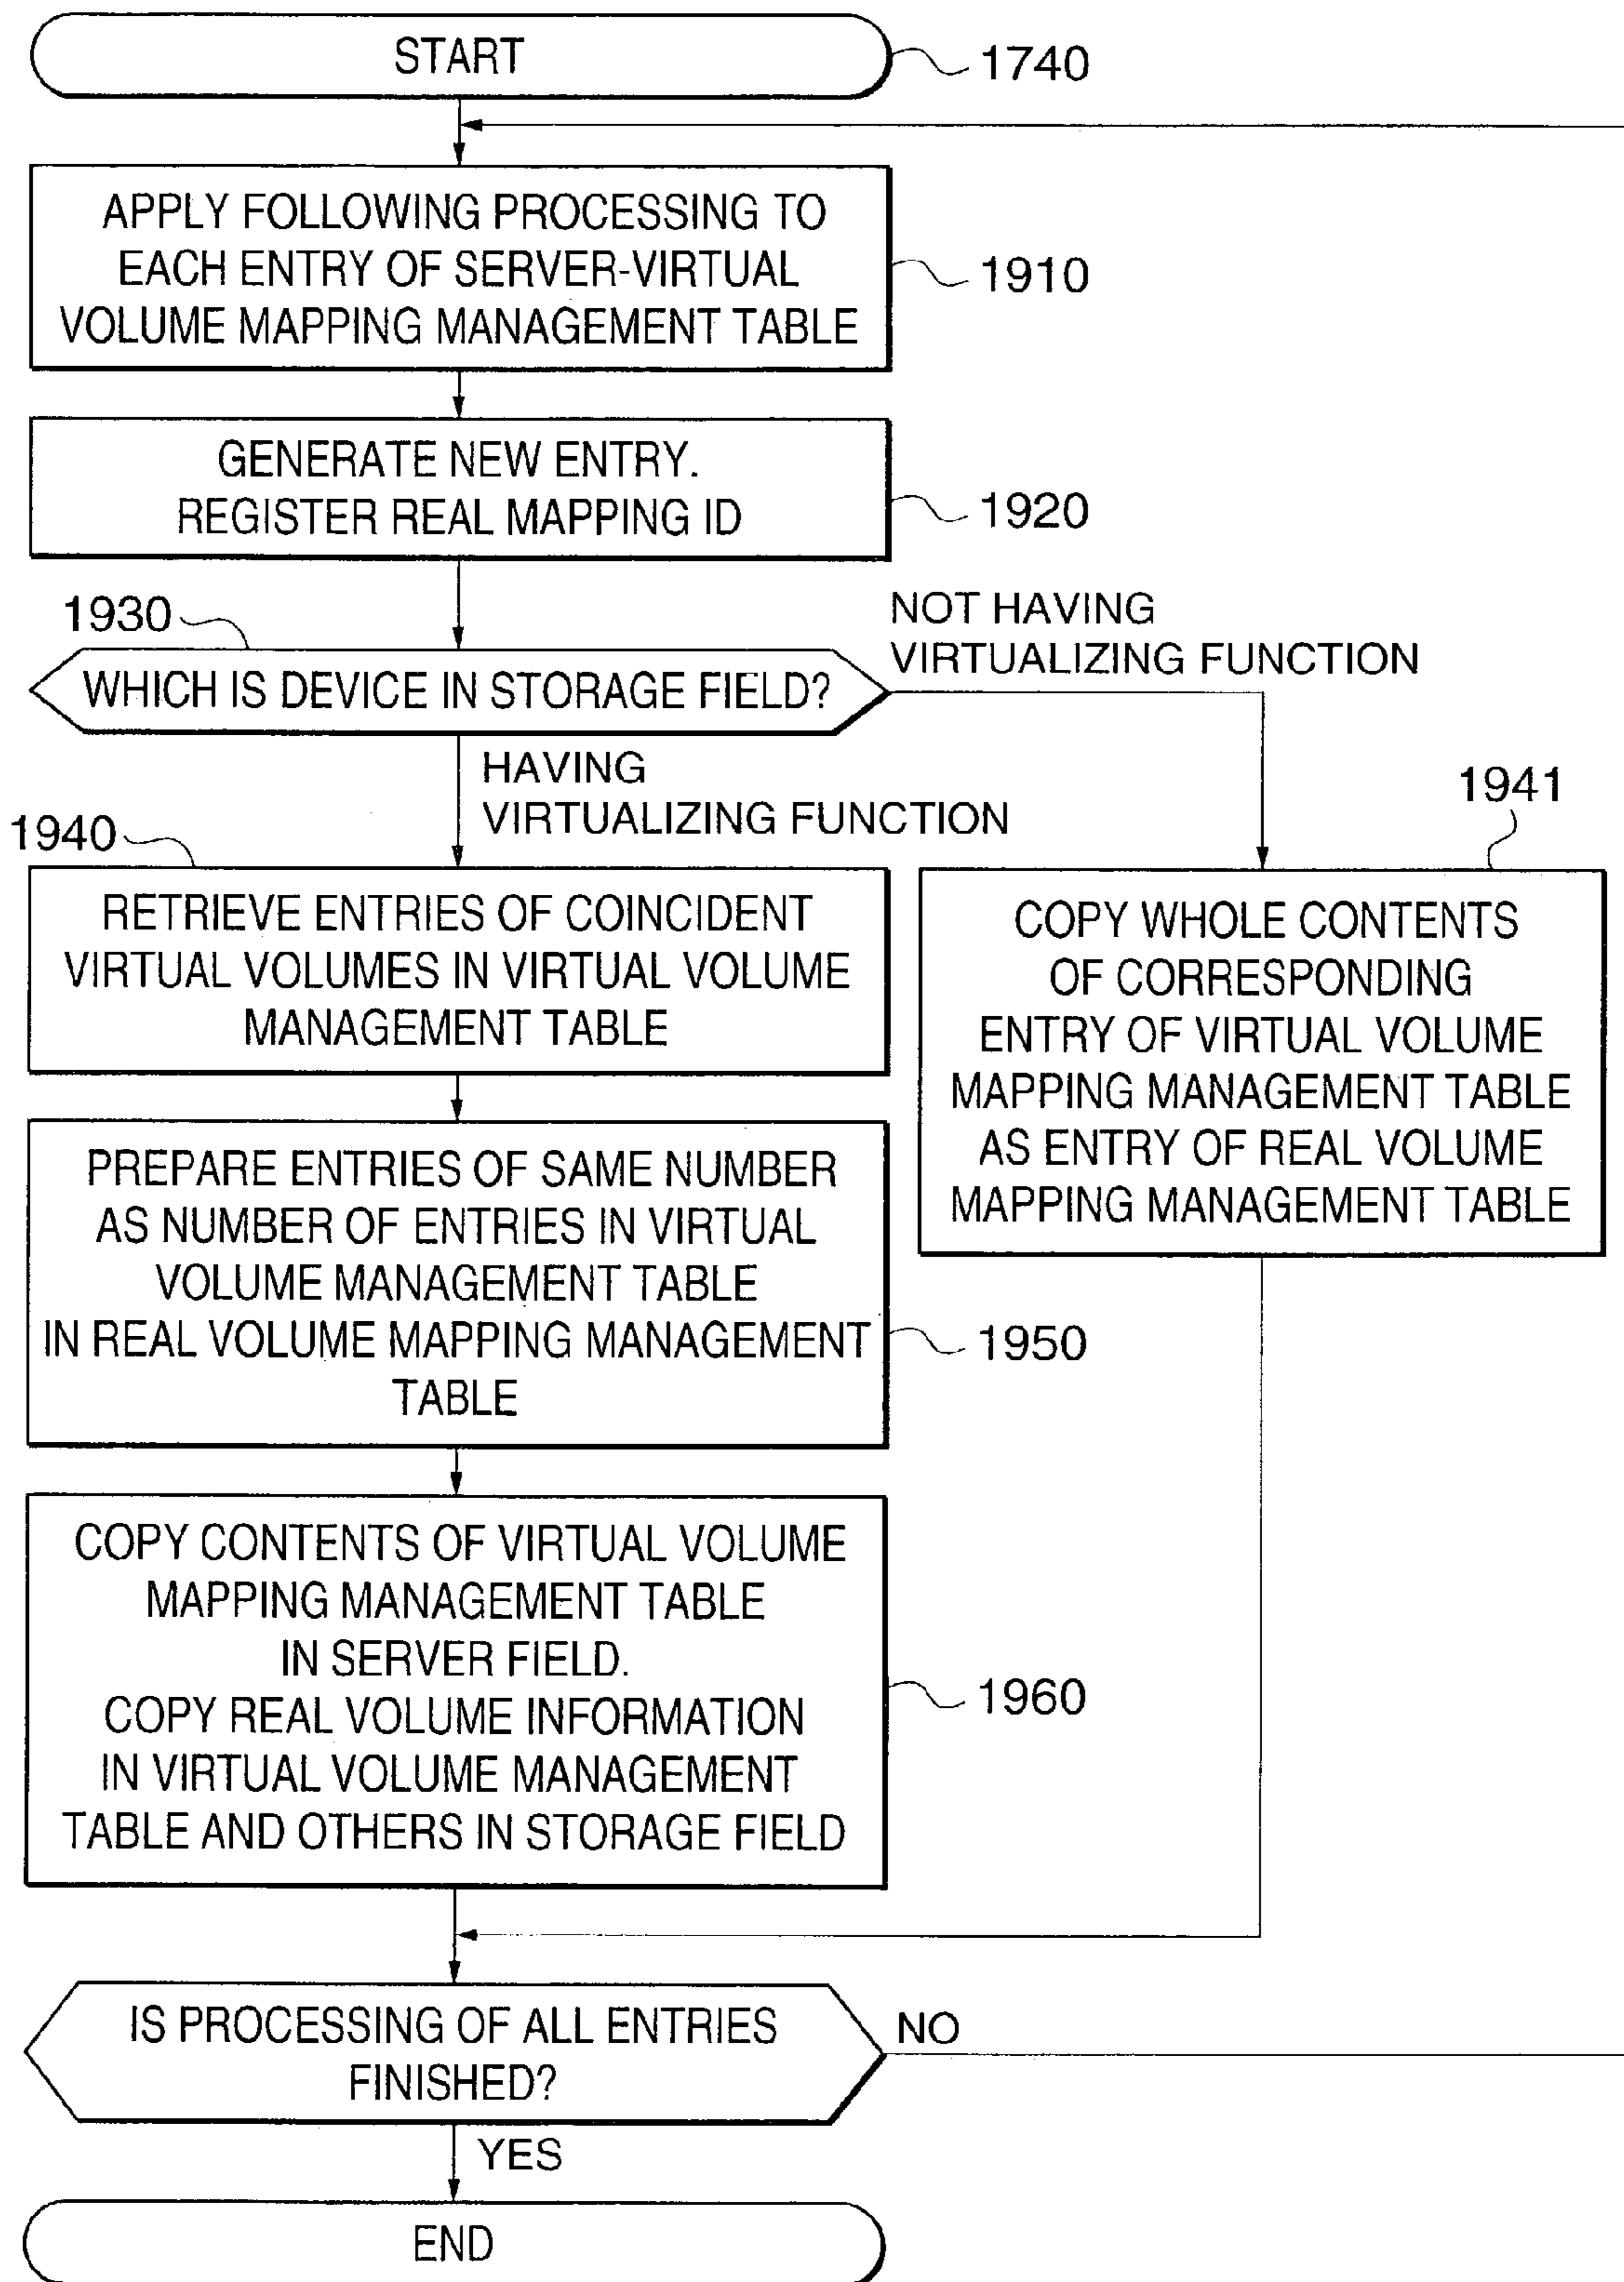 START
1740
APPLY FOLLOWING PROCESSING TO
EACH ENTRY OF SERVER-VIRTUAL
VOLUME MAPPING MANAGEMENT TABLE
1910
GENERATE NEW ENTRY.
REGISTER REAL MAPPING ID
1920
1930
WHICH IS DEVICE IN STORAGE FIELD?
NOT HAVING
VIRTUALIZING FUNCTION
HAVING
VIRTUALIZING FUNCTION
1940
RETRIEVE ENTRIES OF COINCIDENT
VIRTUAL VOLUMES IN VIRTUAL VOLUME
MANAGEMENT TABLE
1941
COPY WHOLE CONTENTS
OF CORRESPONDING
ENTRY OF VIRTUAL VOLUME
MAPPING MANAGEMENT TABLE
AS ENTRY OF REAL VOLUME
MAPPING MANAGEMENT TABLE
PREPARE ENTRIES OF SAME NUMBER
AS NUMBER OF ENTRIES IN VIRTUAL
VOLUME MANAGEMENT TABLE
IN REAL VOLUME MAPPING MANAGEMENT
TABLE
1950
COPY CONTENTS OF VIRTUAL VOLUME
MAPPING MANAGEMENT TABLE
IN SERVER FIELD.
COPY REAL VOLUME INFORMATION
IN VIRTUAL VOLUME MANAGEMENT
TABLE AND OTHERS IN STORAGE FIELD
1960
IS PROCESSING OF ALL ENTRIES
FINISHED?
NO
YES
END